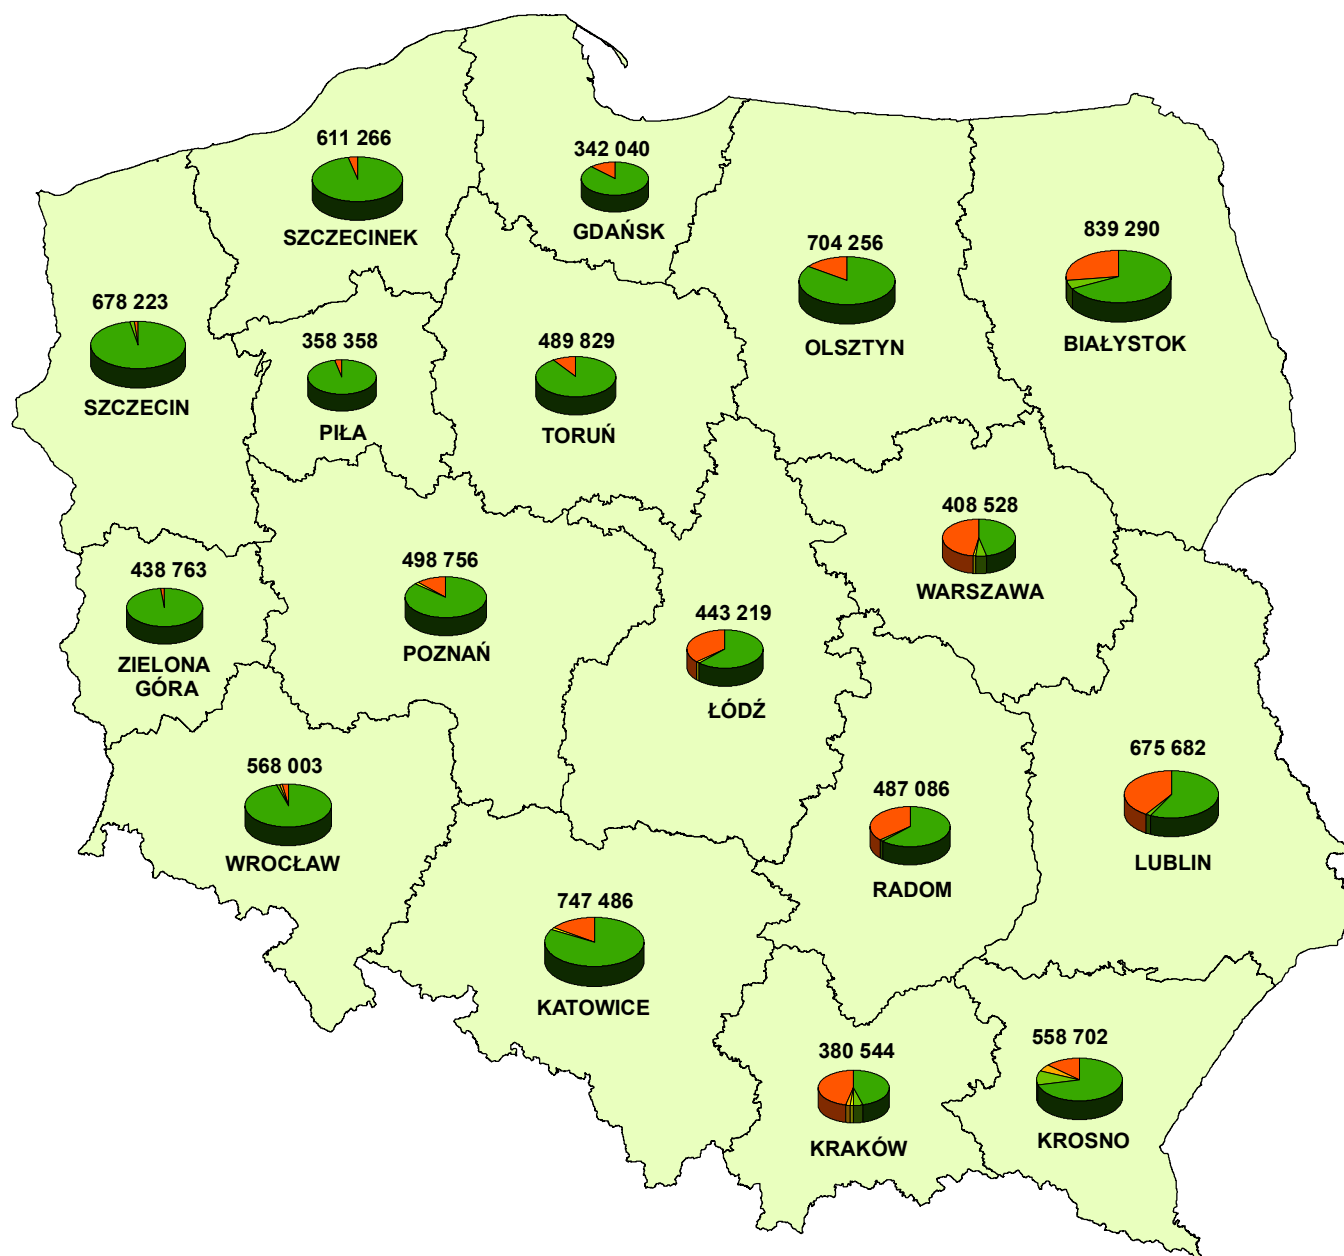 611 266
SZCZECINEK
342 040
GDAŃSK
704 256
OLSZTYN
839 290
BIAŁYSTOK
678 223
SZCZECIN
358 358
PIŁA
489 829
TORUŃ
408 528
WARSZAWA
438 763
ZIELONA
GÓRA
498 756
POZNAŃ
443 219
ŁÓDŹ
568 003
WROCŁAW
487 086
RADOM
675 682
LUBLIN
747 486
KATOWICE
380 544
KRAKÓW
558 702
KROSNO